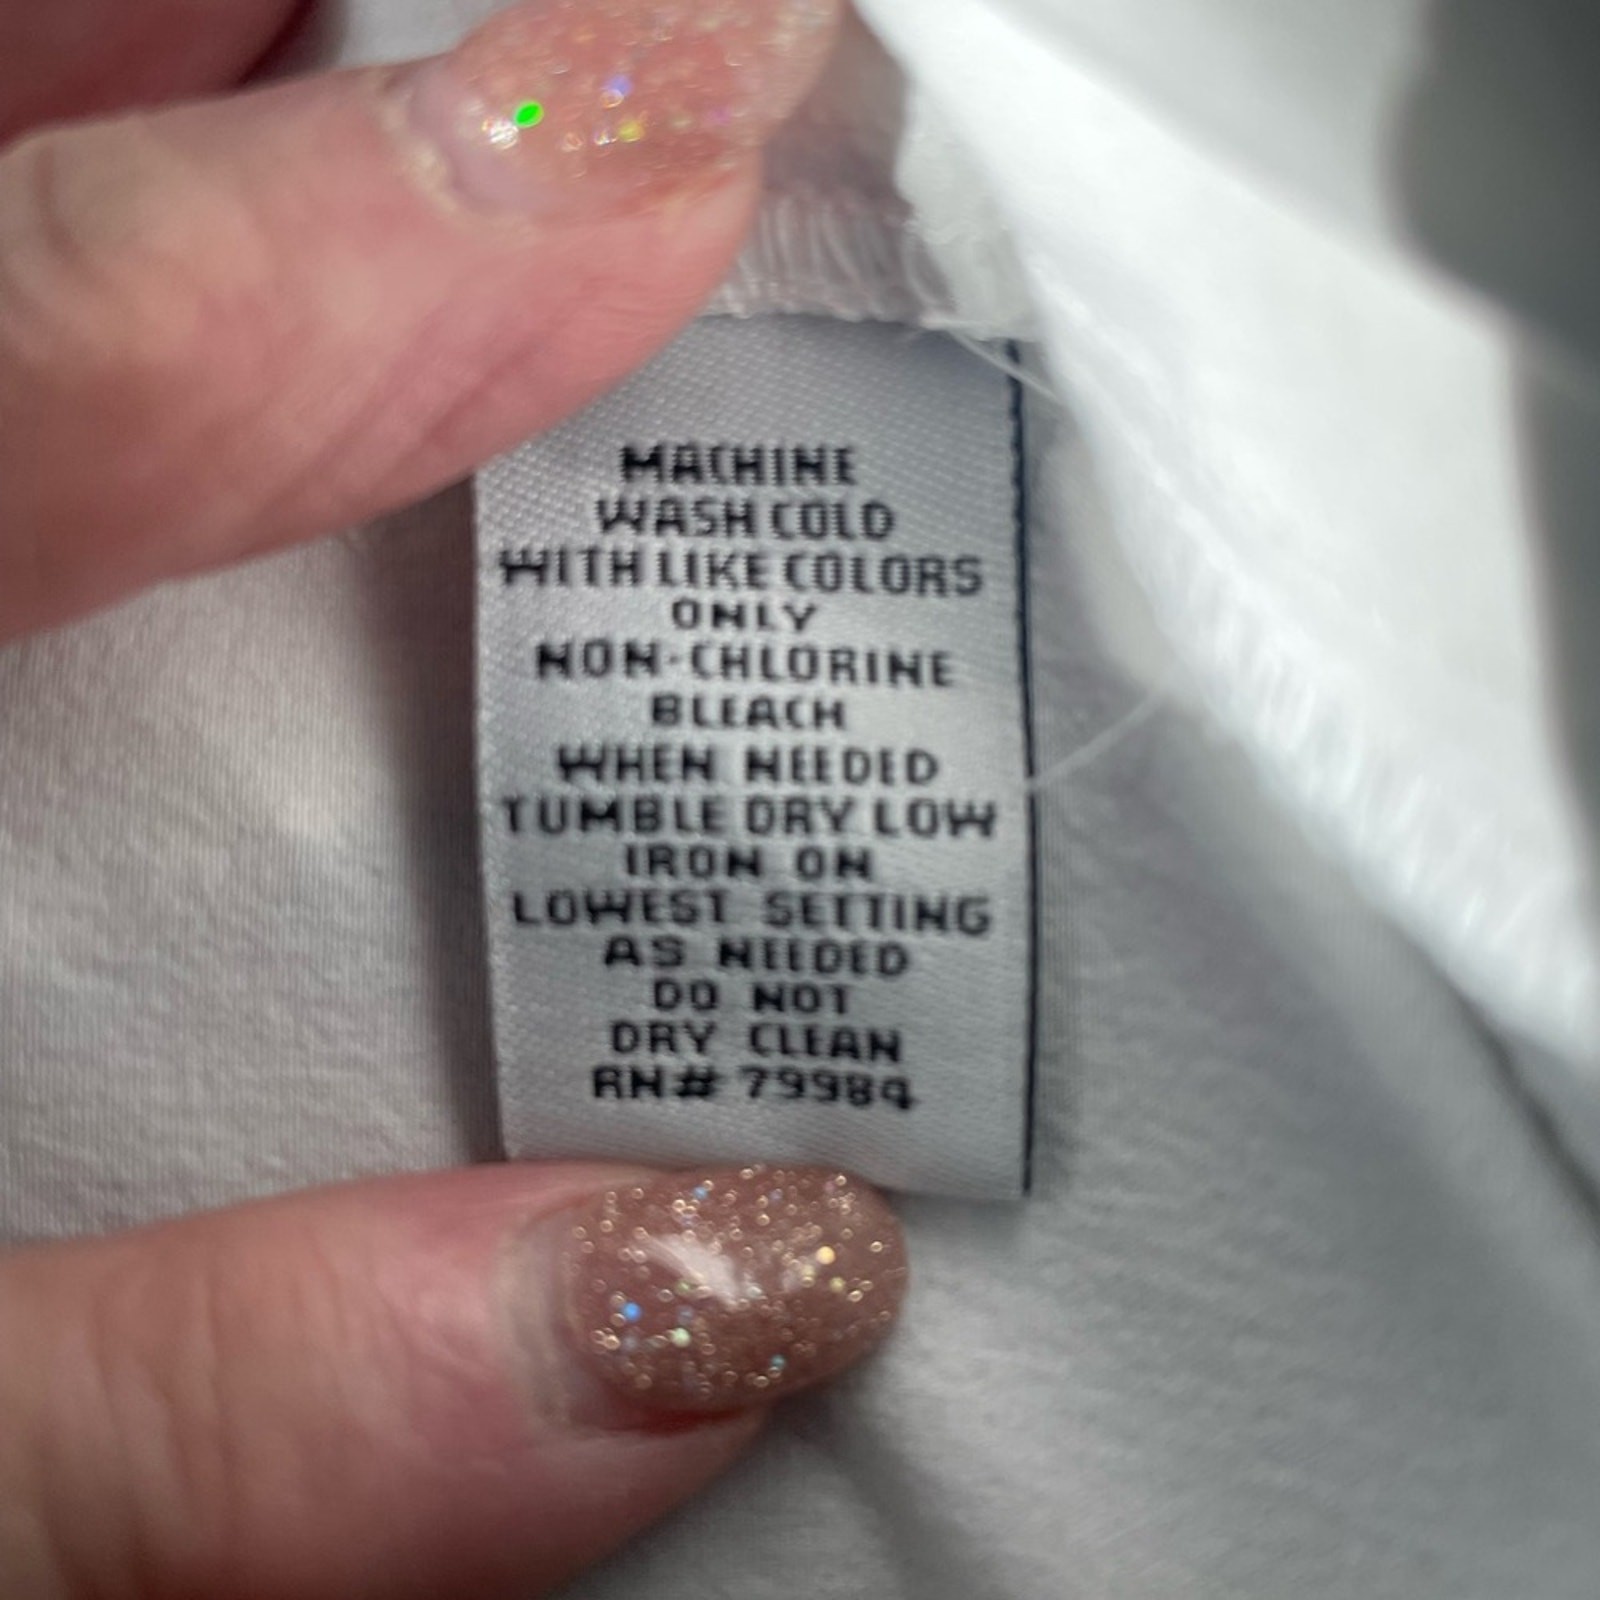 MACHINE
WASH COLD
WITH LIKE COLORS
ONLY
NON-CHLORINE
BLEACH
WHEN NEEDED
TUMBLE DRY LOW
IRON ON
LOWEST SETTING
AS NEEDED
DO NOT
DRY CLEAN
RN# 79984